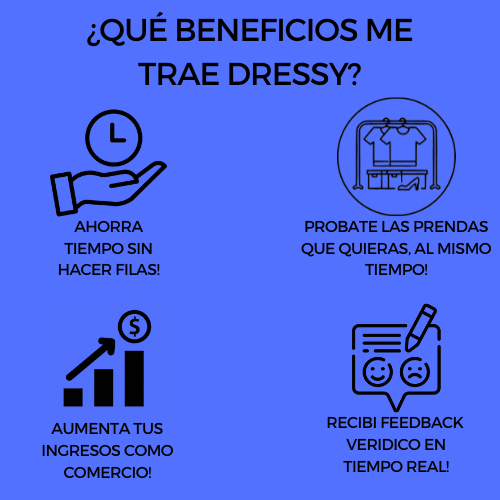 ¿QUÉ BENEFICIOS ME
TRAE DRESSY?
AHORRA
TIEMPO SIN
HACER FILAS!
PROBATE LAS PRENDAS
QUE QUIERAS, AL MISMO
TIEMPO!
$
AUMENTA TUS
INGRESOS COMO
COMERCIO!
RECIBI FEEDBACK
VERIDICO EN
TIEMPO REAL!